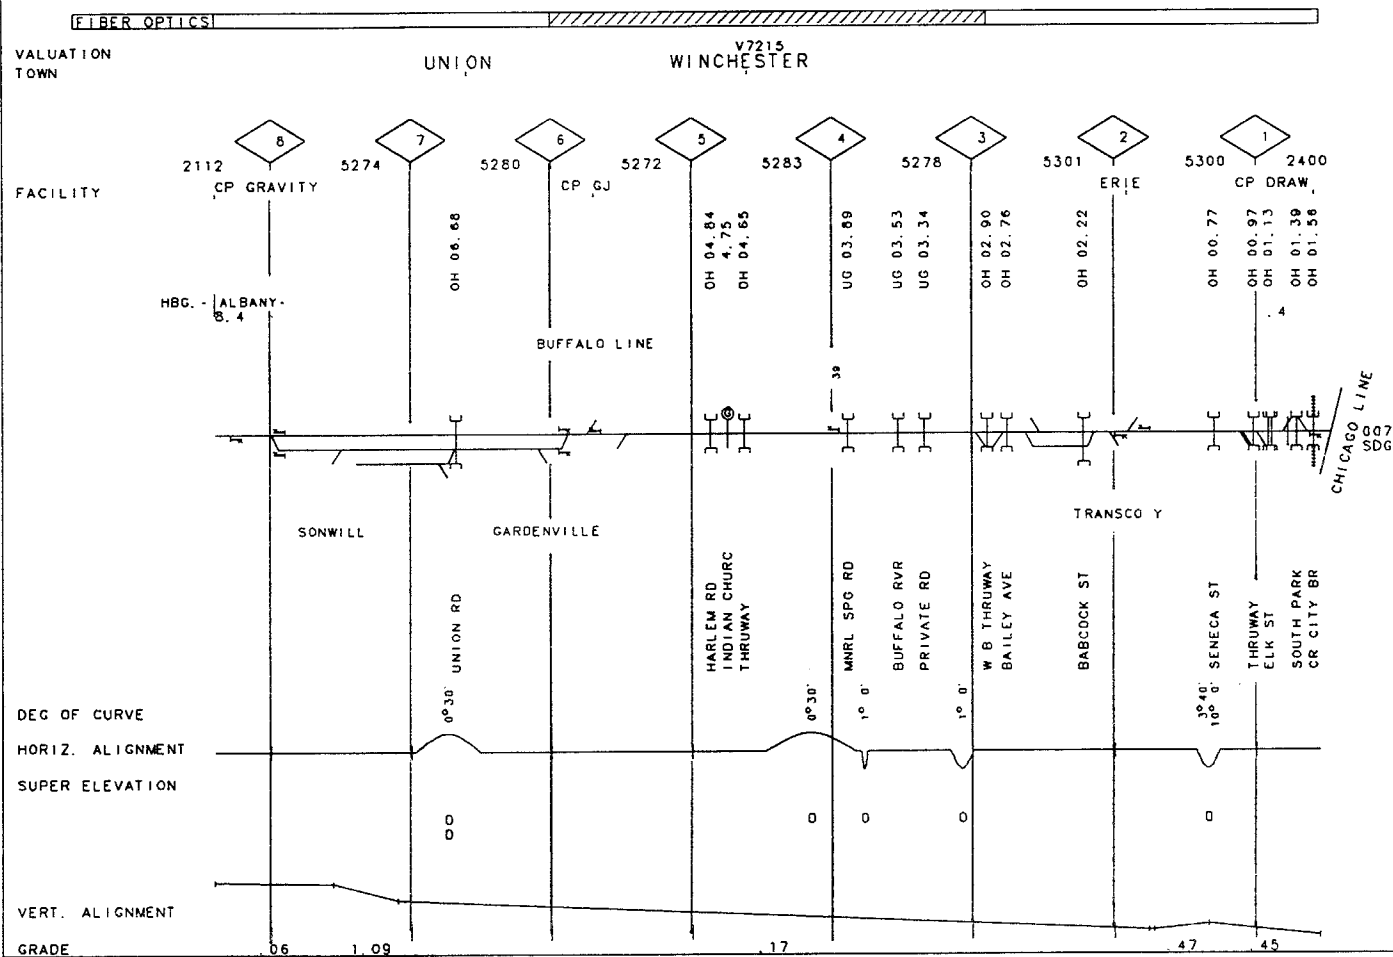 FIBER OPTICS
VALUATION
V7215
TOWN
UNION
WINCHESTER
8
7
6
5
4
3
2
1
2112
5274
5280
5272
5283
5278
5301
5300
2400
FACILITY
CP GRAVITY
CP GJ
ERIE
CP DRAW
OH 06.68
OH 04.84
4.75
OH 04.65
UG 03.89
UG 03.53
UG 03.34
OH 02.90
OH 02.76
OH 02.22
OH 00.77
OH 00.97
OH 01.13
OH 01.39
OH 01.58
HBG. - ALBANY -
8.4
.4
BUFFALO LINE
39
G
CHICAGO LINE
007
SDG
SONWILL
GARDENVILLE
TRANSCO Y
UNION RD
HARLEM RD
INDIAN CHURC
THRUWAY
MNRL SPG RD
BUFFALO RVR
PRIVATE RD
W B THRUWAY
BAILEY AVE
BABCOCK ST
SENECA ST
THRUWAY
ELK ST
SOUTH PARK
CR CITY BR
DEG OF CURVE
0°30'
0°30'
1° 0'
1° 0'
3°40'
10° 0'
HORIZ. ALIGNMENT
SUPER ELEVATION
0
0
0
0
0
0
VERT. ALIGNMENT
GRADE
.06
1.09
.17
.47
.45